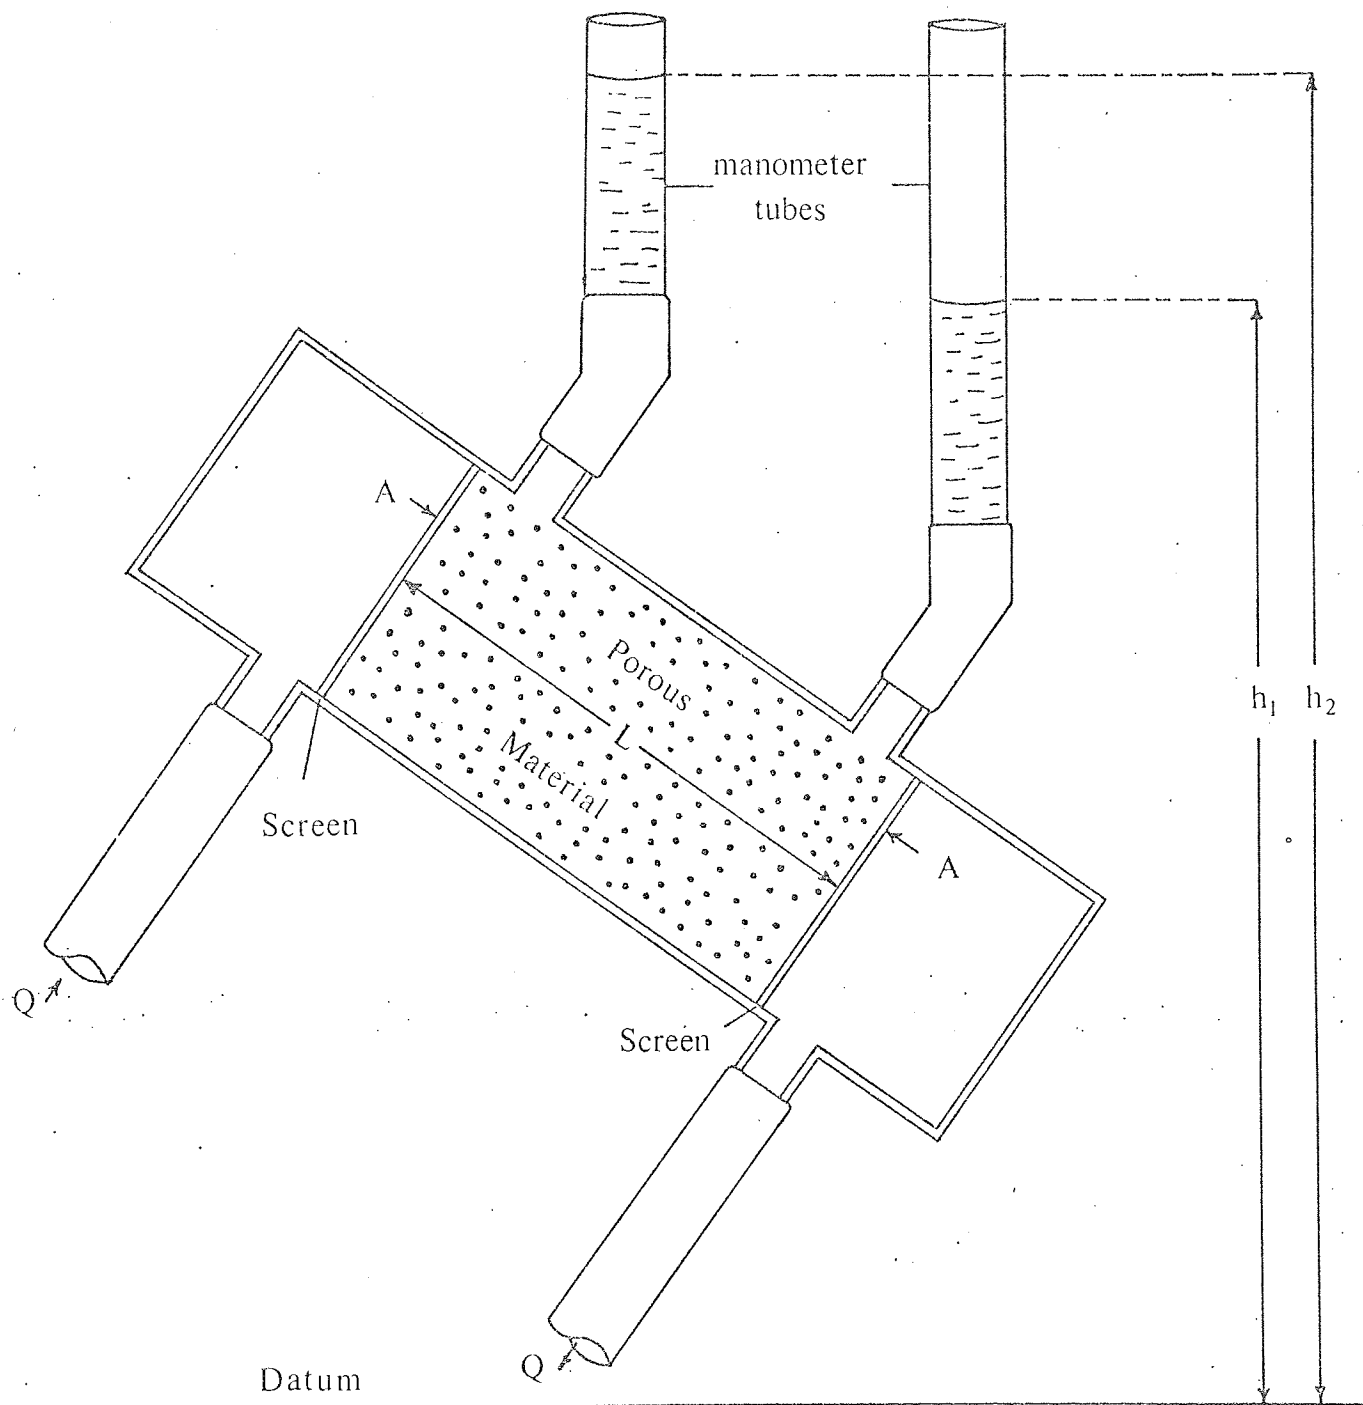 manometer
tubes
A
Porous
h₁
h₂
L
Material
Screen
A
Q
Screen
Q
Datum